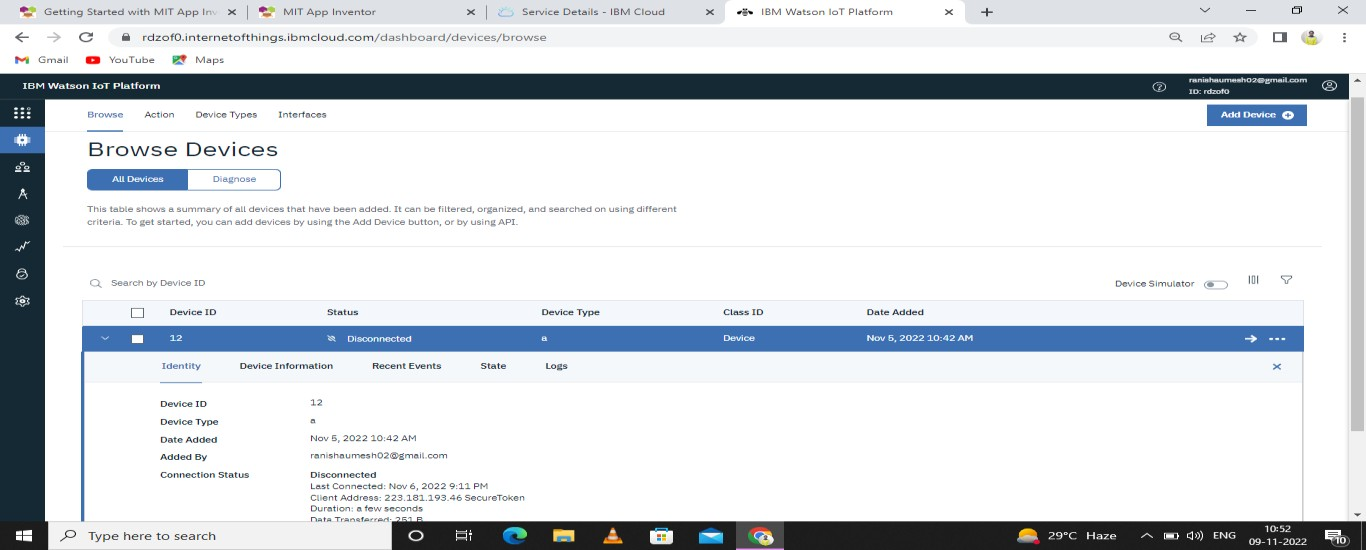 Getting Started with MIT App Inv
MIT App Inventor
Service Details - IBM Cloud
IBM Watson IoT Platform
rdzof0.internetofthings.ibmcloud.com/dashboard/devices/browse
Gmail
YouTube
Maps
IBM Watson IoT Platform
ranishaumesh02@gmail.com
ID: rdzof0
Browse
Action
Device Types
Interfaces
Add Device
Browse Devices
All Devices
Diagnose
This table shows a summary of all devices that have been added. It can be filtered, organized, and searched on using different
criteria. To get started, you can add devices by using the Add Device button, or by using API.
Search by Device ID
Device Simulator
Device ID Status Device Type Class ID Date Added
12 Disconnected a Device Nov 5, 2022 10:42 AM
Identity Device Information Recent Events State Logs
Device ID 12
Device Type a
Date Added Nov 5, 2022 10:42 AM
Added By ranishaumesh02@gmail.com
Connection Status Disconnected
Last Connected: Nov 6, 2022 9:11 PM
Client Address: 223.181.193.46 SecureToken
Duration: a few seconds
Data Transferred: 251 B
Type here to search
29°C Haze
ENG
10:52
09-11-2022
10